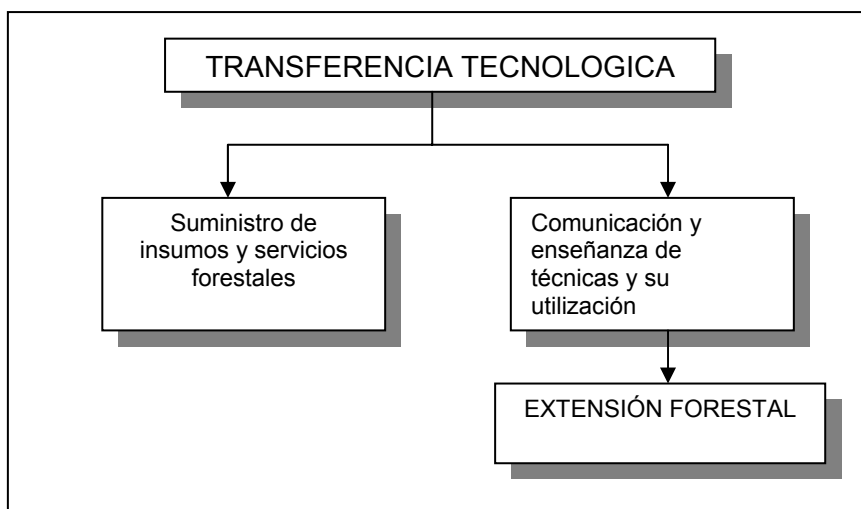 TRANSFERENCIA TECNOLOGICA
Suministro de
insumos y servicios
forestales
Comunicación y
enseñanza de
técnicas y su
utilización
EXTENSIÓN FORESTAL